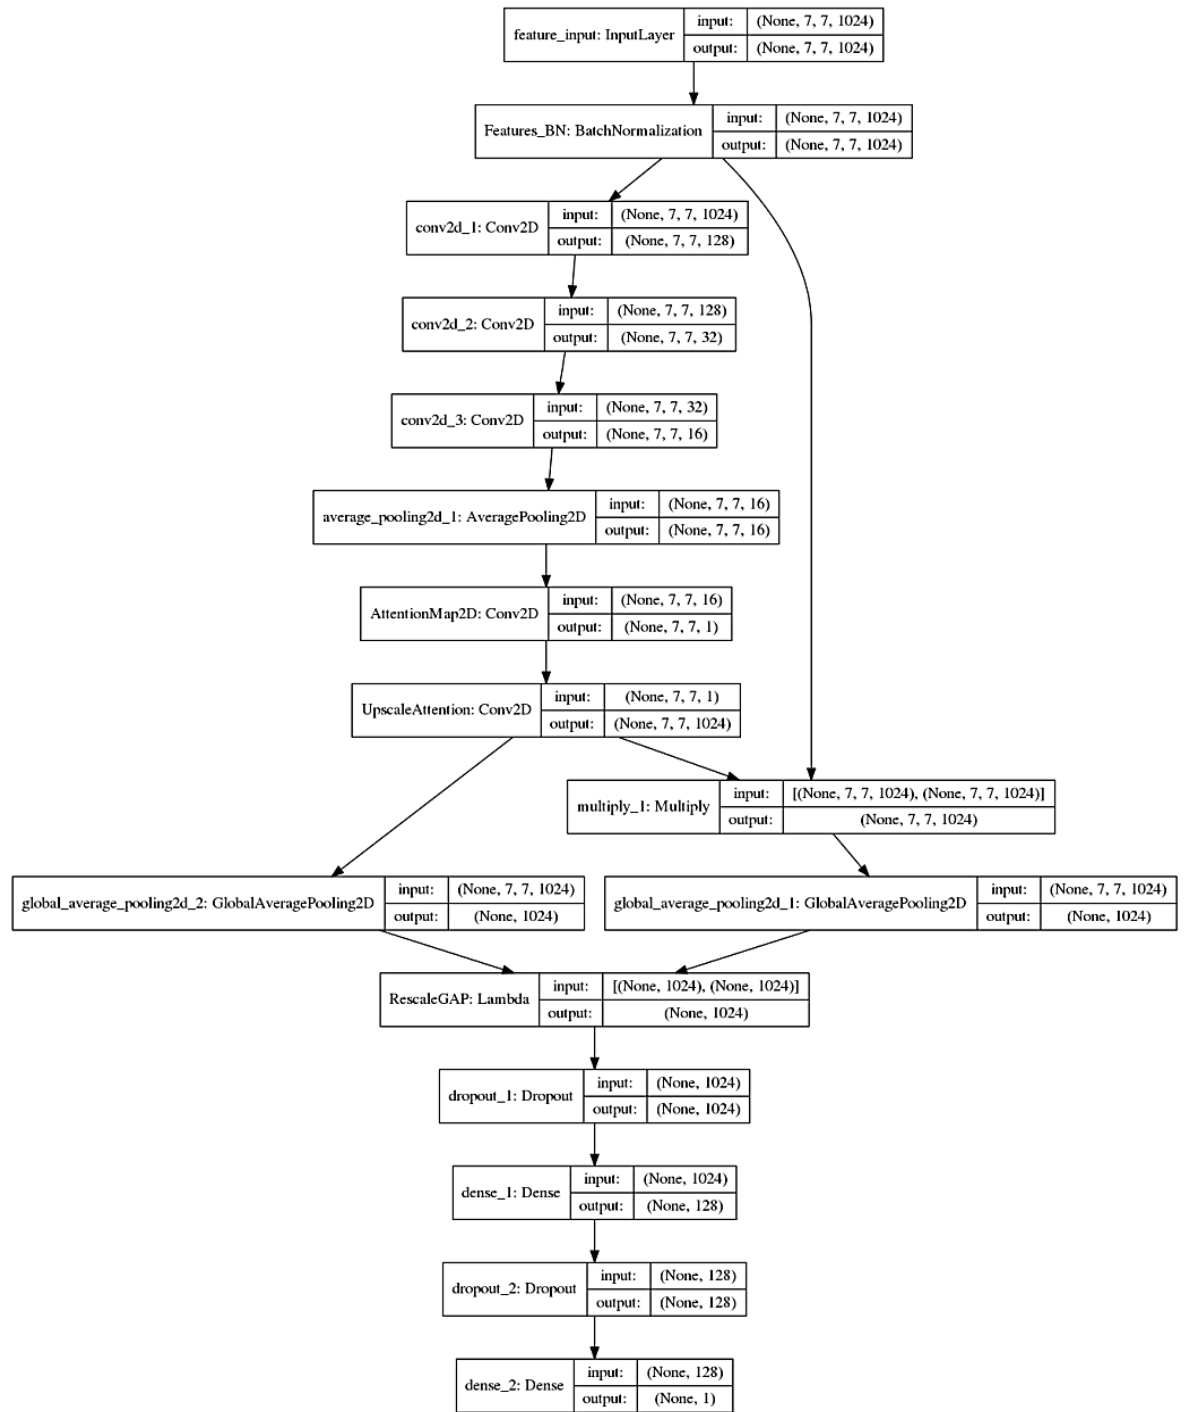 feature_input: InputLayer
input: (None, 7, 7, 1024)
output: (None, 7, 7, 1024)
Features_BN: BatchNormalization
input: (None, 7, 7, 1024)
output: (None, 7, 7, 1024)
conv2d_1: Conv2D
input: (None, 7, 7, 1024)
output: (None, 7, 7, 128)
conv2d_2: Conv2D
input: (None, 7, 7, 128)
output: (None, 7, 7, 32)
conv2d_3: Conv2D
input: (None, 7, 7, 32)
output: (None, 7, 7, 16)
average_pooling2d_1: AveragePooling2D
input: (None, 7, 7, 16)
output: (None, 7, 7, 16)
AttentionMap2D: Conv2D
input: (None, 7, 7, 16)
output: (None, 7, 7, 1)
UpscaleAttention: Conv2D
input: (None, 7, 7, 1)
output: (None, 7, 7, 1024)
multiply_1: Multiply
input: [(None, 7, 7, 1024), (None, 7, 7, 1024)]
output: (None, 7, 7, 1024)
global_average_pooling2d_2: GlobalAveragePooling2D
input: (None, 7, 7, 1024)
output: (None, 1024)
global_average_pooling2d_1: GlobalAveragePooling2D
input: (None, 7, 7, 1024)
output: (None, 1024)
RescaleGAP: Lambda
input: [(None, 1024), (None, 1024)]
output: (None, 1024)
dropout_1: Dropout
input: (None, 1024)
output: (None, 1024)
dense_1: Dense
input: (None, 1024)
output: (None, 128)
dropout_2: Dropout
input: (None, 128)
output: (None, 128)
dense_2: Dense
input: (None, 128)
output: (None, 1)